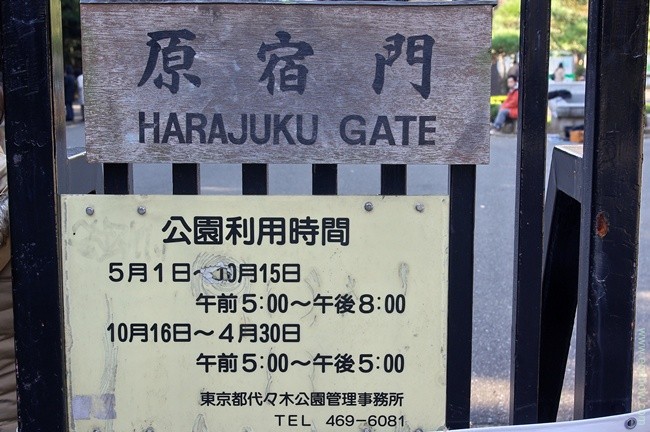 原宿門
HARAJUKU GATE
公園利用時間
5月1日～10月15日
午前5:00～午後8:00
10月16日～4月30日
午前5:00～午後5:00
東京都代々木公園管理事務所
TEL 469-6081